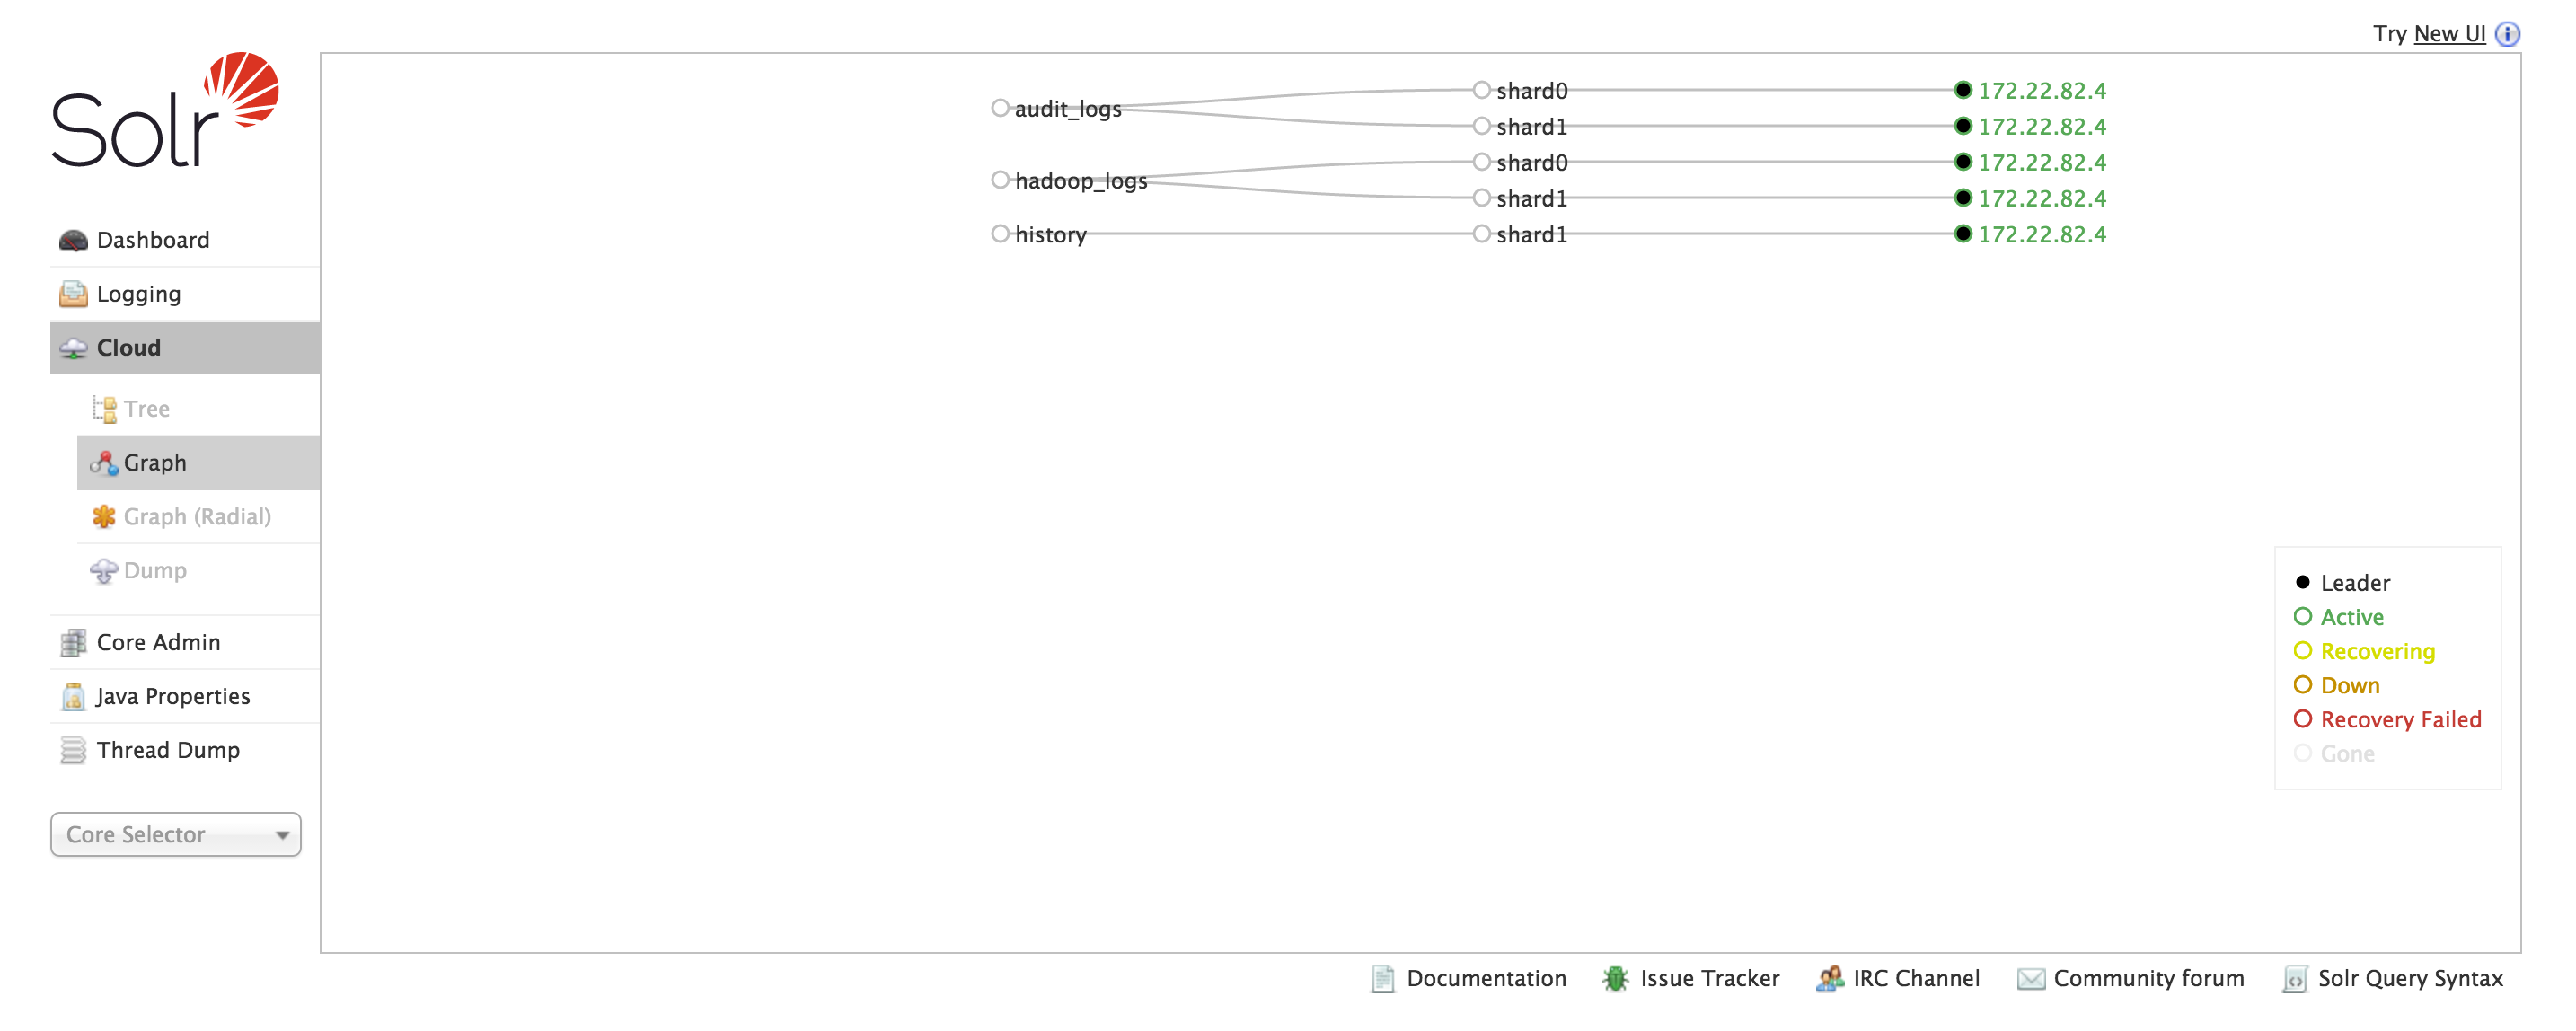 Try New UI
Solr
audit_logs
shard0 172.22.82.4
shard1 172.22.82.4
hadoop_logs
shard0 172.22.82.4
shard1 172.22.82.4
history shard1 172.22.82.4
Dashboard
Logging
Cloud
Tree
Graph
Graph (Radial)
Dump
Core Admin
Java Properties
Thread Dump
Core Selector
Leader
Active
Recovering
Down
Recovery Failed
Gone
Documentation Issue Tracker IRC Channel Community forum Solr Query Syntax